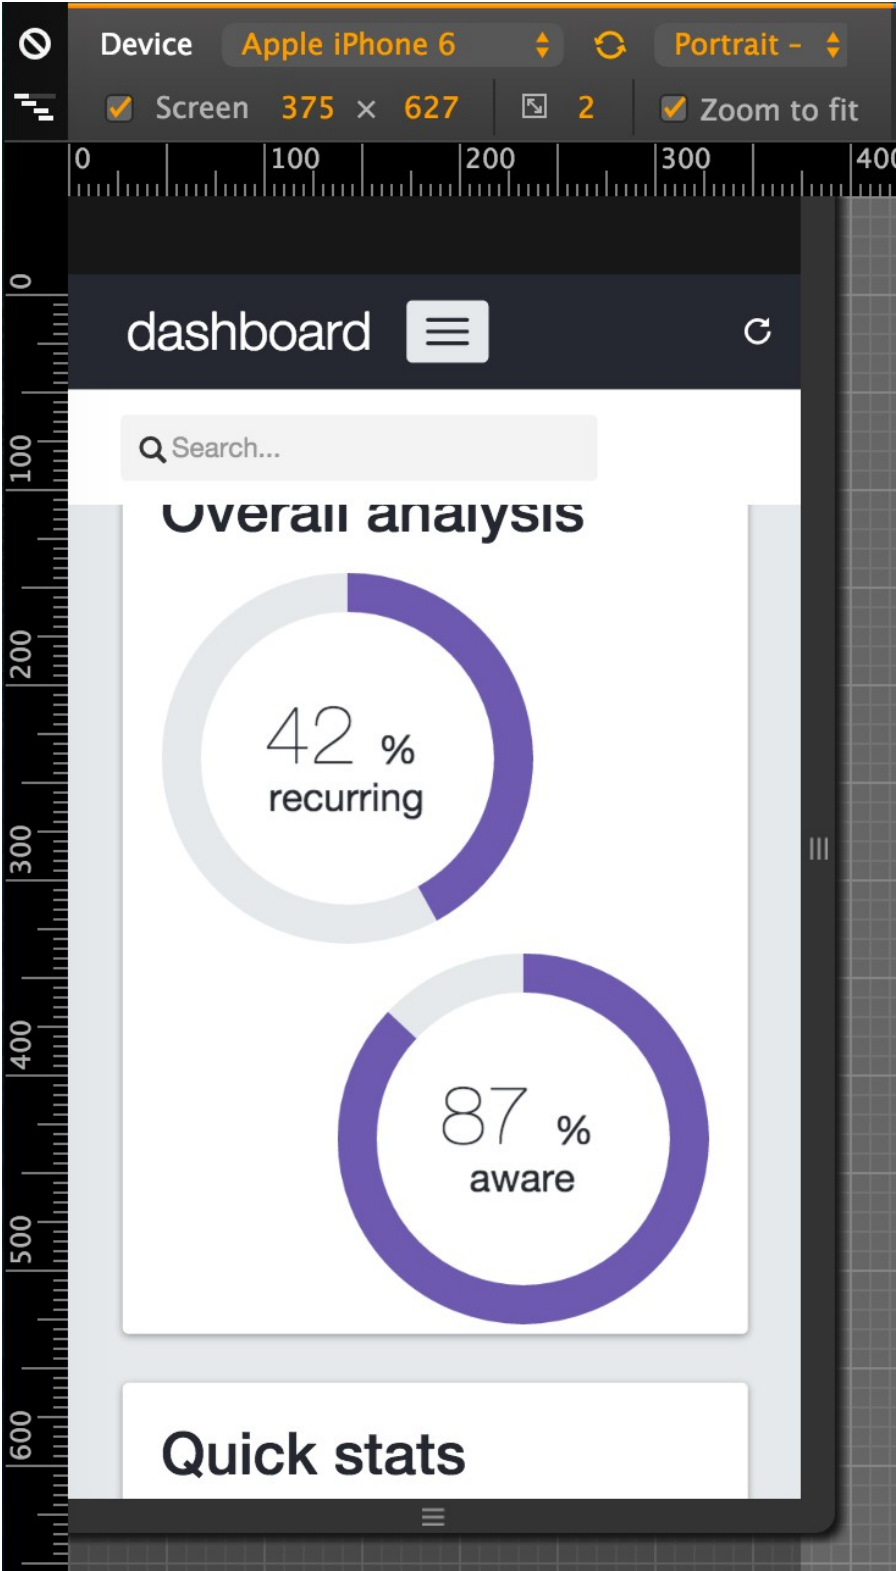 Device Apple iPhone 6 Portrait -
Screen 375 × 627 2 Zoom to fit
0 100 200 300 400
0
100
200
300
400
500
600
dashboard
Search...
Overall analysis
42 %
recurring
87 %
aware
Quick stats